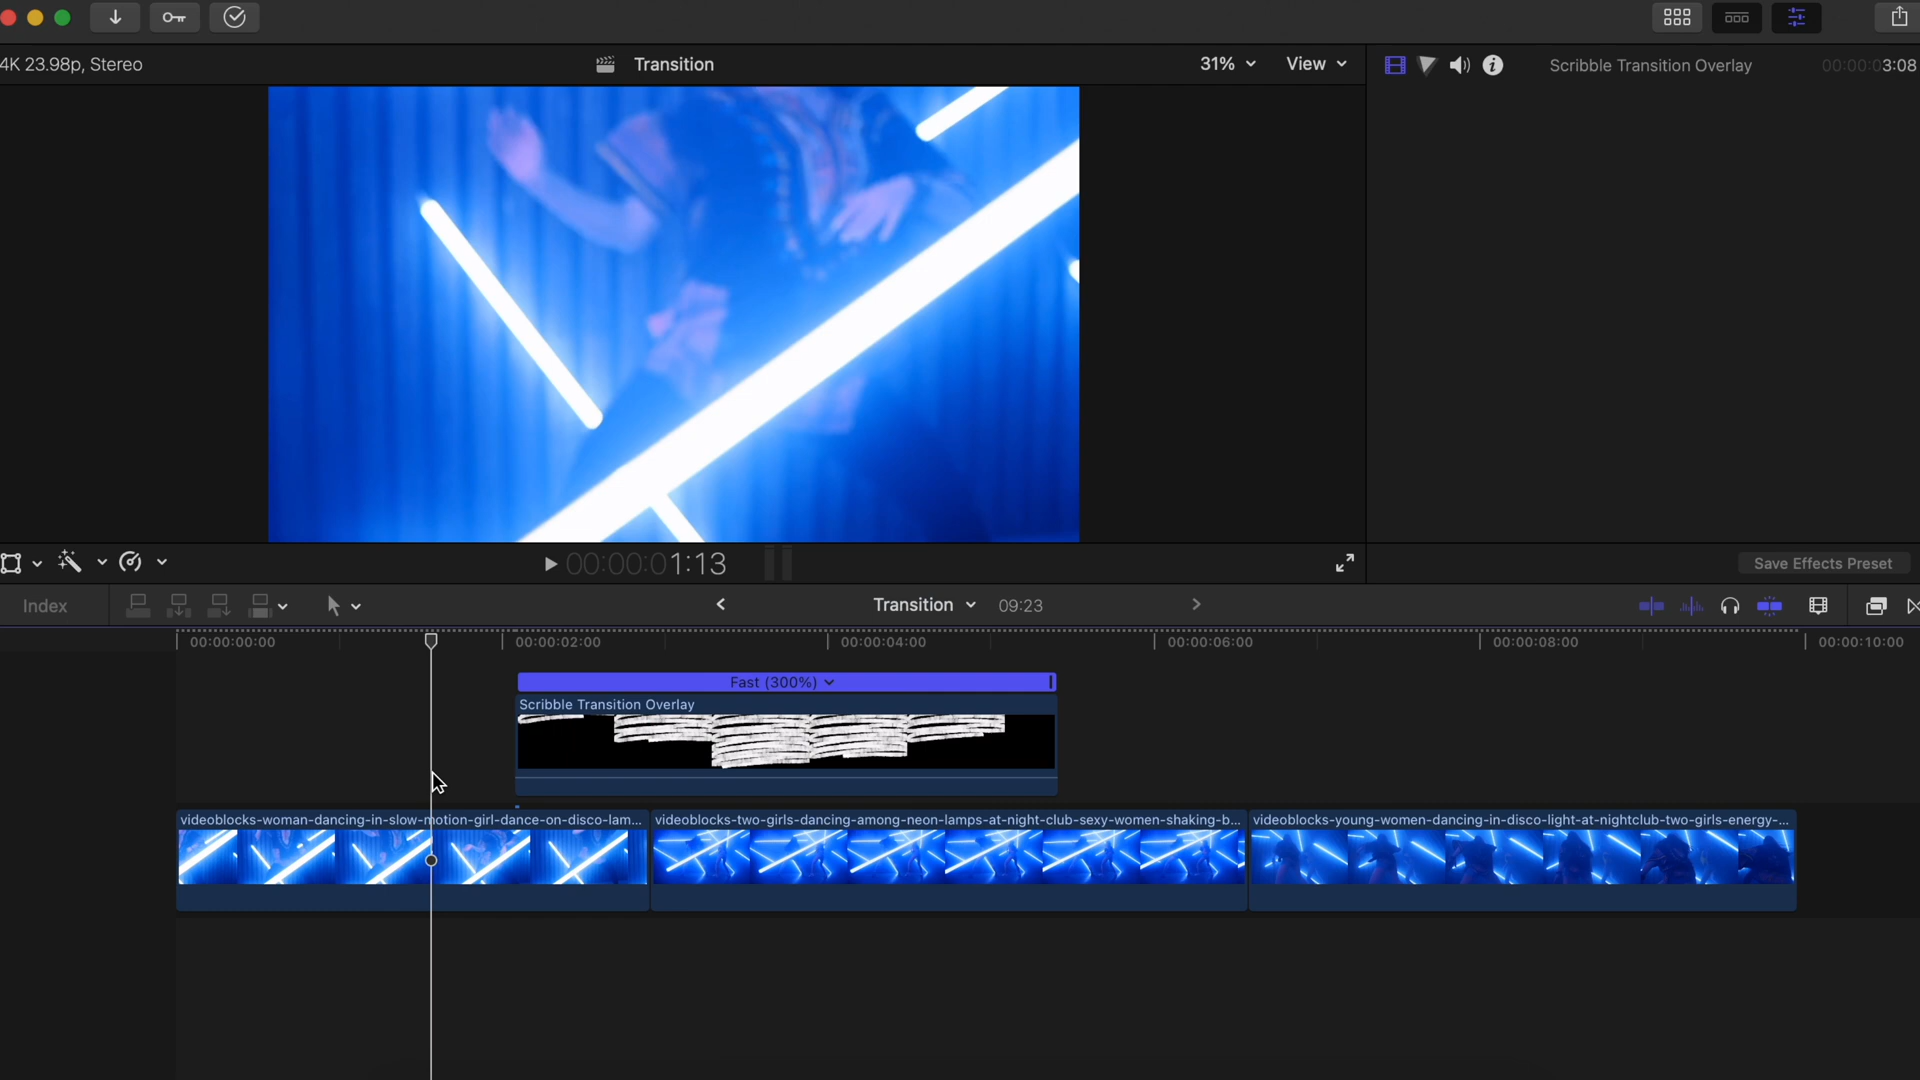 4K 23.98p, Stereo
Transition
31%
View
Scribble Transition Overlay
00:00:03:08
00:00:01:13
Save Effects Preset
Index
Transition
09:23
00:00:00:00
00:00:02:00
00:00:04:00
00:00:06:00
00:00:08:00
00:00:10:00
Fast (300%)
Scribble Transition Overlay
videoblocks-woman-dancing-in-slow-motion-girl-dance-on-disco-lam...
videoblocks-two-girls-dancing-among-neon-lamps-at-night-club-sexy-women-shaking-b...
videoblocks-young-women-dancing-in-disco-light-at-nightclub-two-girls-energy-...